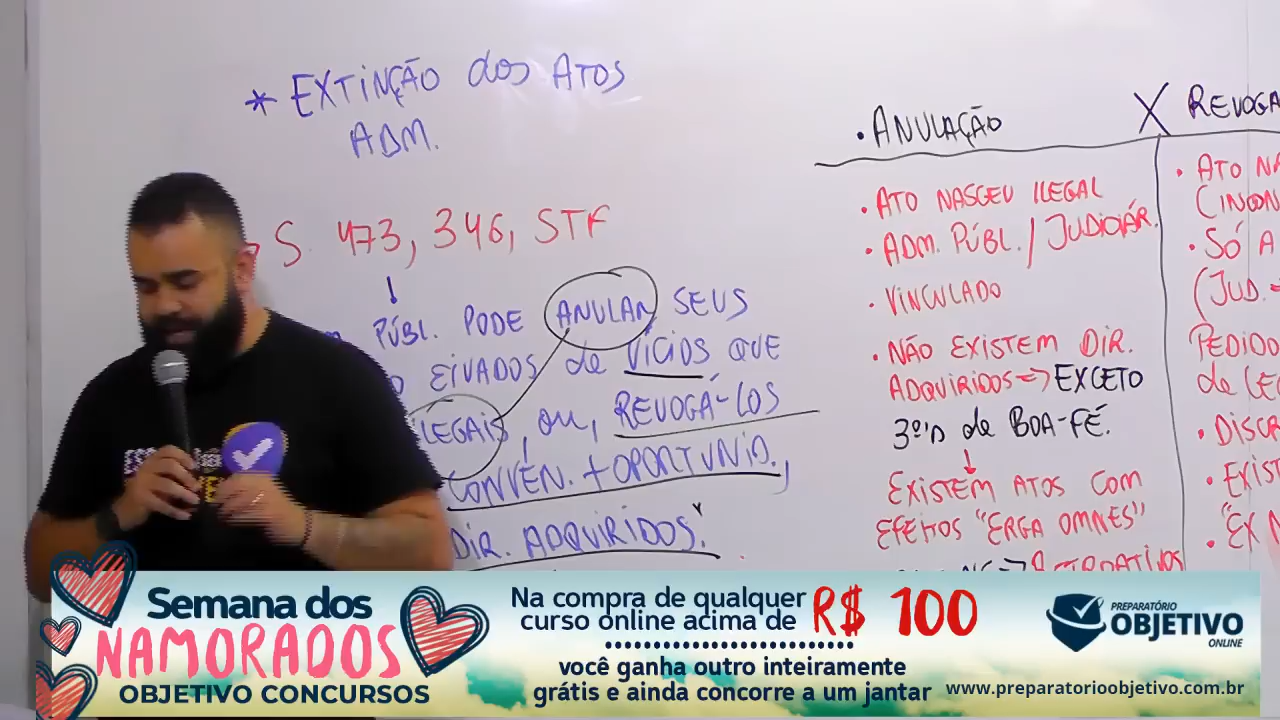 * EXTINÇÃO dos ATOS
ADM.
S. 473, 346, STF
PÚBL. PODE ANULAR SEUS
EIVADOS de VÍCIOS QUE
ILEGAIS, ou, REVOGÁ-LOS
CONVEN. + OPORTUNID.,
DIR. ADQUIRIDOS."
• ANULAÇÃO X REVOGA
• ATO NASCEU ILEGAL
• ADM. PÚBL. / JUDICIÁR.
• VINCULADO
• NÃO EXISTEM DIR.
ADQUIRIDOS => EXCETO
3ºˢ de BOA-FÉ.
EXISTEM ATOS COM
EFEITOS "ERGA OMNES"
• ATO
• SÓ A
(JUD.
PEDIDO
de
• DISCR
• EXIST
• "EX
Semana dos
NAMORADOS
OBJETIVO CONCURSOS
Na compra de qualquer
curso online acima de R$ 100
você ganha outro inteiramente
grátis e ainda concorre a um jantar
PREPARATÓRIO
OBJETIVO
ONLINE
www.preparatorioobjetivo.com.br